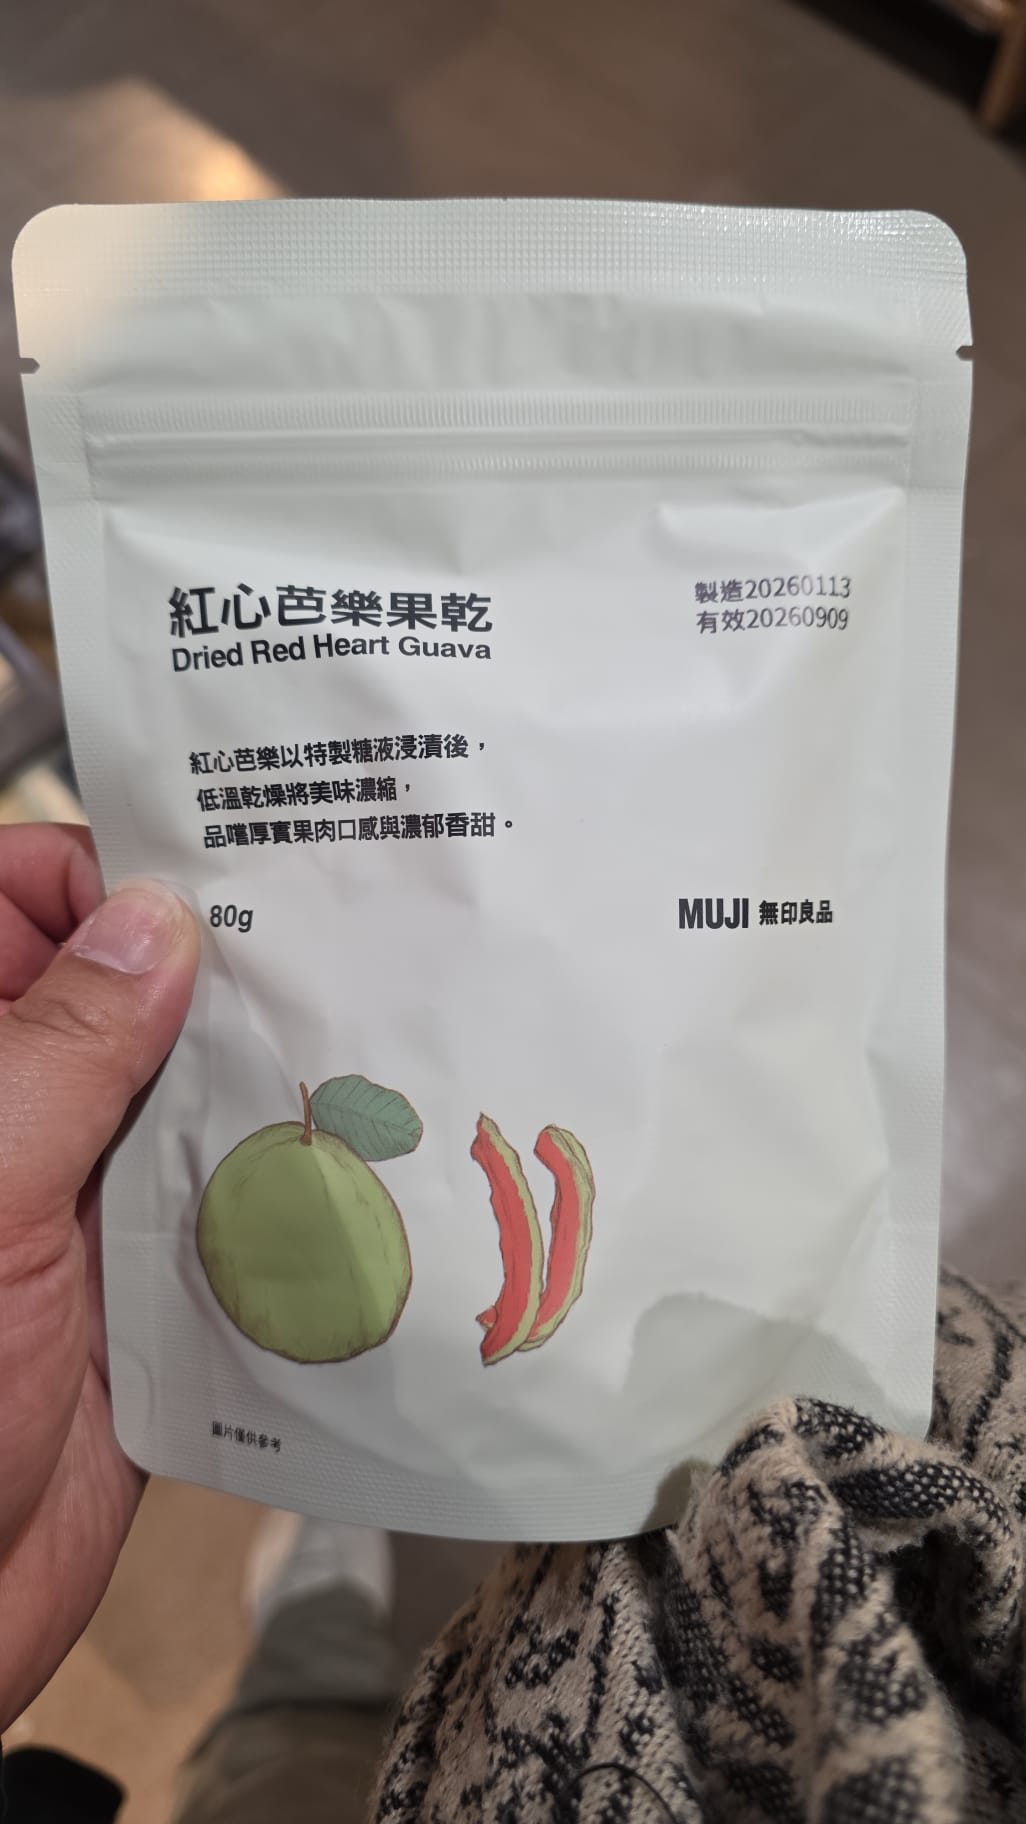 紅心芭樂果乾
Dried Red Heart Guava
製造20260113
有效20260909
紅心芭樂以特製糖液浸漬後，
低溫乾燥將美味濃縮，
品嚐厚實果肉口感與濃郁香甜。
80g
MUJI 無印良品
圖片僅供參考